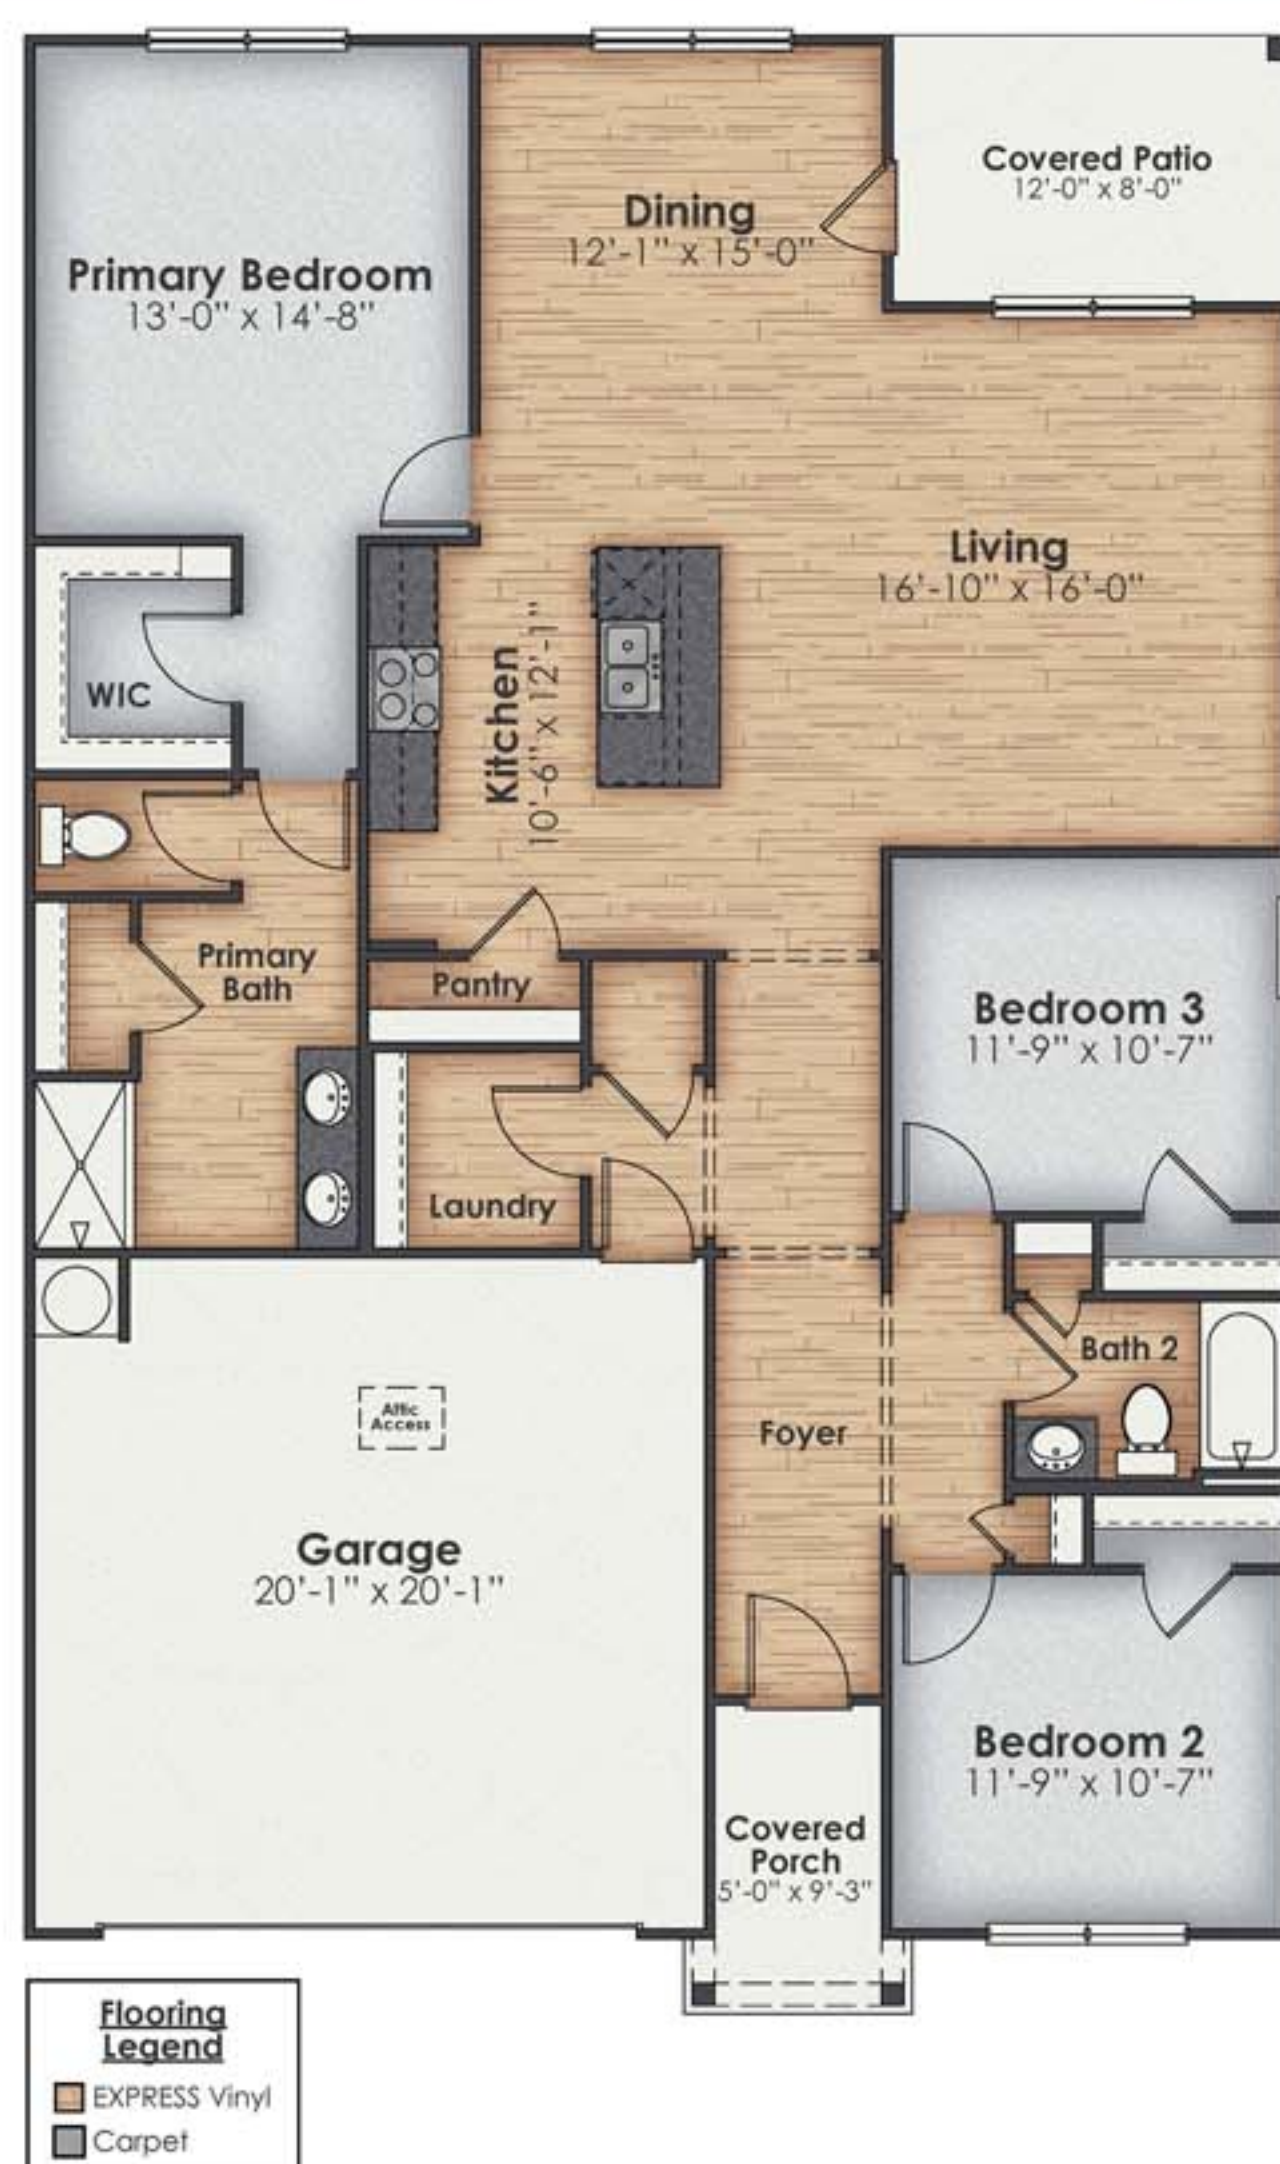 Covered Patio
12'-0" x 8'-0"
Dining
12'-1" x 15'-0"
Primary Bedroom
13'-0" x 14'-8"
Living
16'-10" x 16'-0"
Kitchen
10'-6" x 12'-1"
WIC
Primary
Bath
Pantry
Bedroom 3
11'-9" x 10'-7"
Laundry
Bath 2
Attic
Access
Foyer
Garage
20'-1" x 20'-1"
Bedroom 2
11'-9" x 10'-7"
Covered
Porch
5'-0" x 9'-3"
Flooring
Legend
EXPRESS Vinyl
Carpet